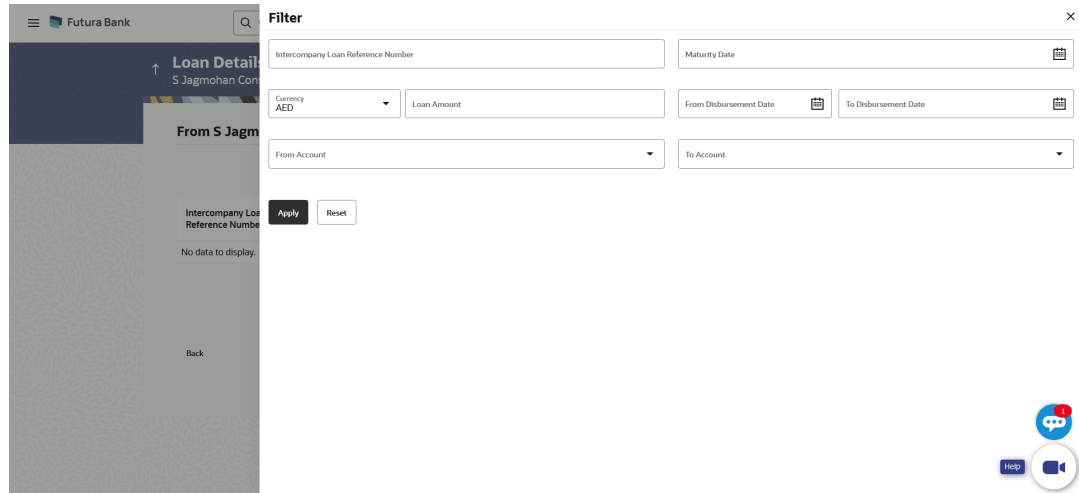 Futura Bank
Filter
Intercompany Loan Reference Number
Maturity Date
Loan Details
S Jagmohan Cons
Currency
AED
Loan Amount
From Disbursement Date
To Disbursement Date
From S Jagm
From Account
To Account
Intercompany Loa
Reference Numbe
Apply
Reset
No data to display.
Back
1
Help